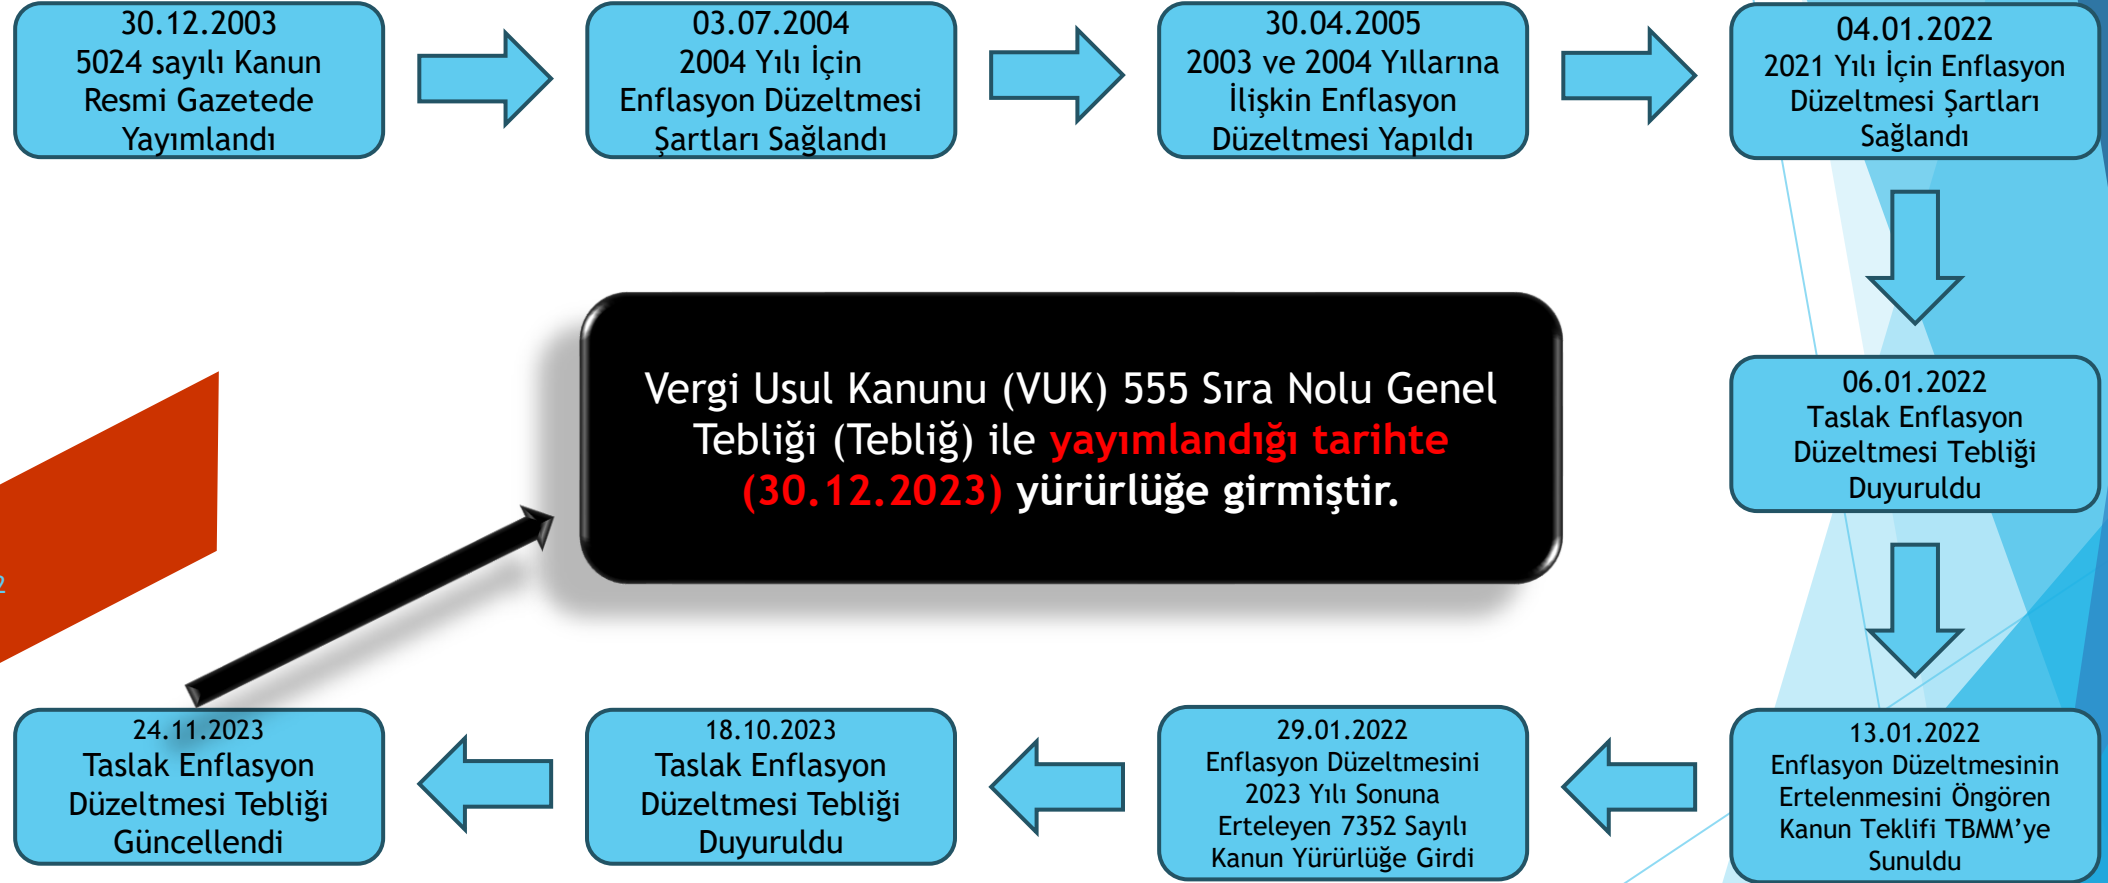 30.12.2003
5024 sayılı Kanun
Resmi Gazetede
Yayımlandı
03.07.2004
2004 Yılı İçin
Enflasyon Düzeltmesi
Şartları Sağlandı
30.04.2005
2003 ve 2004 Yıllarına
İlişkin Enflasyon
Düzeltmesi Yapıldı
04.01.2022
2021 Yılı İçin Enflasyon
Düzeltmesi Şartları
Sağlandı
06.01.2022
Taslak Enflasyon
Düzeltmesi Tebliği
Duyuruldu
13.01.2022
Enflasyon Düzeltmesinin
Ertelenmesini Öngören
Kanun Teklifi TBMM’ye
Sunuldu
29.01.2022
Enflasyon Düzeltmesini
2023 Yılı Sonuna
Erteleyen 7352 Sayılı
Kanun Yürürlüğe Girdi
18.10.2023
Taslak Enflasyon
Düzeltmesi Tebliği
Duyuruldu
24.11.2023
Taslak Enflasyon
Düzeltmesi Tebliği
Güncellendi
Vergi Usul Kanunu (VUK) 555 Sıra Nolu Genel
Tebliği (Tebliğ) ile yayımlandığı tarihte
(30.12.2023) yürürlüğe girmiştir.
2